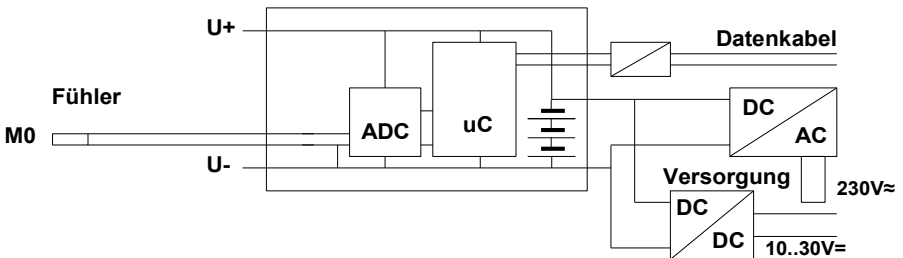 U+
Datenkabel
Fühler
DC
ADC
uC
M0
AC
U-
Versorgung
230V≈
DC
DC
10..30V=